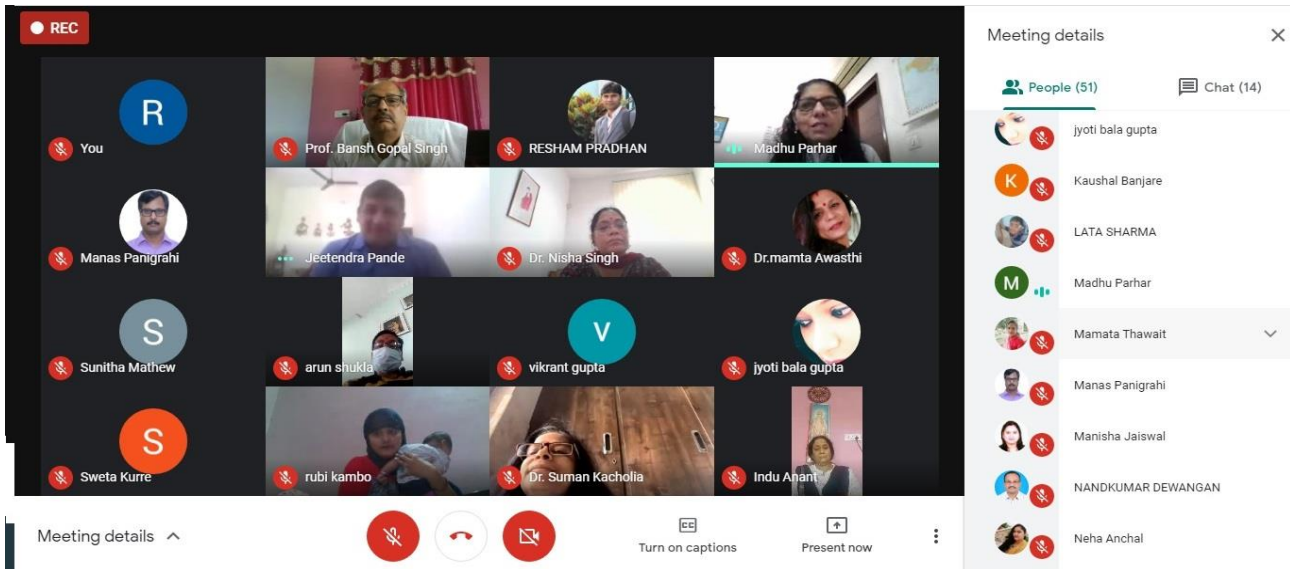 REC
R
You
Prof. Bansh Gopal Singh
RESHAM PRADHAN
Madhu Parhar
Manas Panigrahi
Jeetendra Pande
Dr. Nisha Singh
Dr.mamta Awasthi
S
Sunitha Mathew
arun shukla
V
vikrant gupta
jyoti bala gupta
S
Sweta Kurre
rubi kambo
Dr. Suman Kacholia
Indu Anant
Meeting details
CC
Turn on captions
Present now
Meeting details
People (51)
Chat (14)
jyoti bala gupta
K
Kaushal Banjare
LATA SHARMA
M
Madhu Parhar
Mamata Thawait
Manas Panigrahi
Manisha Jaiswal
NANDKUMAR DEWANGAN
Neha Anchal